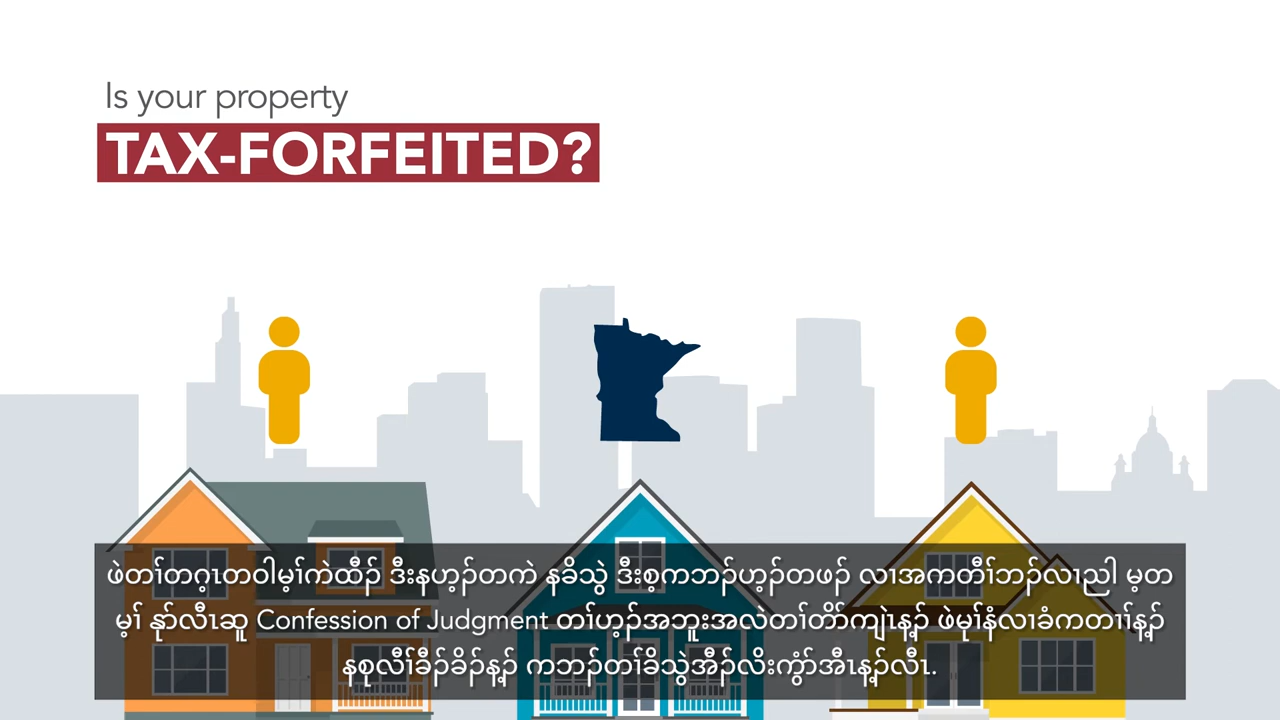 Is your property
TAX-FORFEITED?
ဖဲတၢ်တဂ့ၤတဝါမ့ၢ်ကဲထီၣ် ဒီးနဟ့ၣ်တကဲ နခိသွဲ ဒီးစ့ကဘၣ်ဟ့ၣ်တဖၣ် လၢအကတီၢ်ဘၣ်လၢညါ မ့တ
မ့ၢ် နုာ်လီၤဆူ Confession of Judgment တၢ်ဟ့ၣ်အဘူးအလဲတၢ်တိာ်ကျဲၤန့ၣ် ဖဲမုၢ်နံလၢခံကတၢၢ်န့ၣ်
နစုလီၢ်ခီၣ်ခိၣ်န့ၣ် ကဘၣ်တၢ်ခိသွဲအီၣ်လိးကွံာ်အီၤန့ၣ်လီၤ.